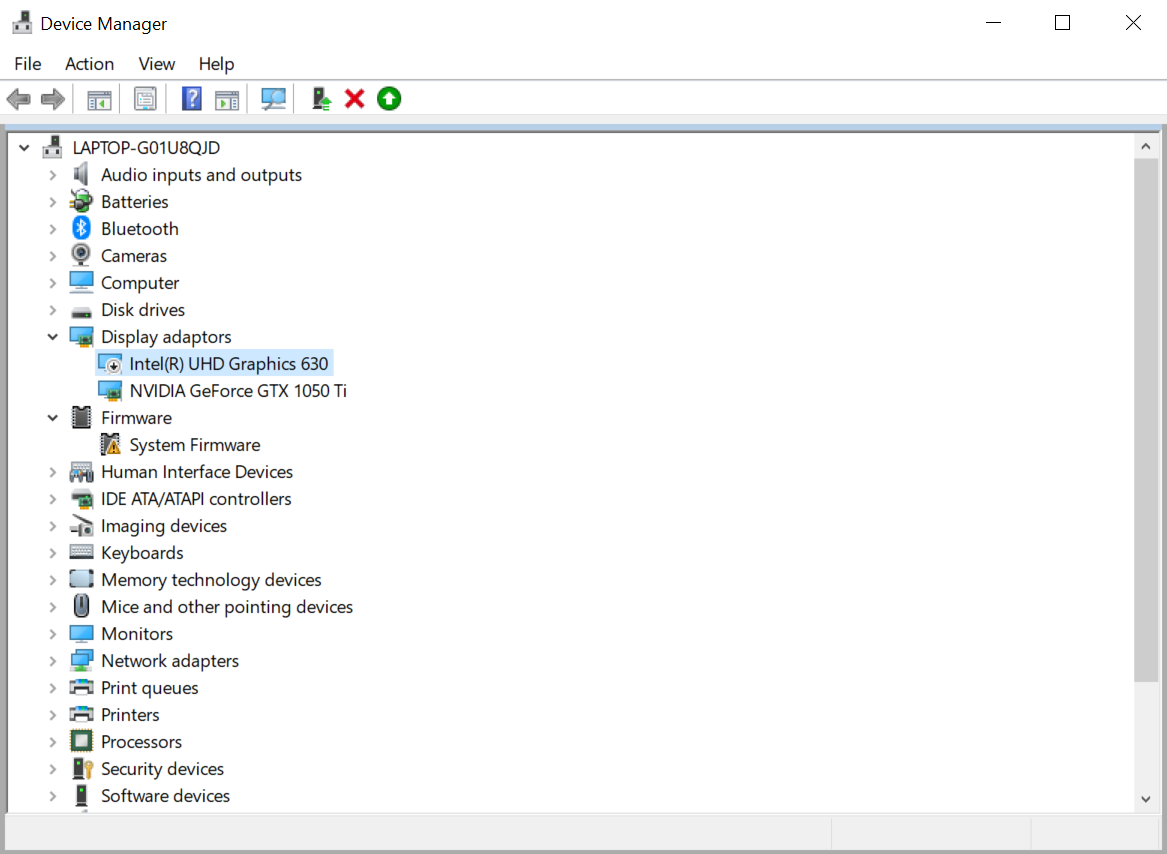 Device Manager
File Action View Help
?
LAPTOP-G01U8QJD
Audio inputs and outputs
Batteries
Bluetooth
Cameras
Computer
Disk drives
Display adaptors
Intel(R) UHD Graphics 630
NVIDIA GeForce GTX 1050 Ti
Firmware
System Firmware
Human Interface Devices
IDE ATA/ATAPI controllers
Imaging devices
Keyboards
Memory technology devices
Mice and other pointing devices
Monitors
Network adapters
Print queues
Printers
Processors
Security devices
Software devices